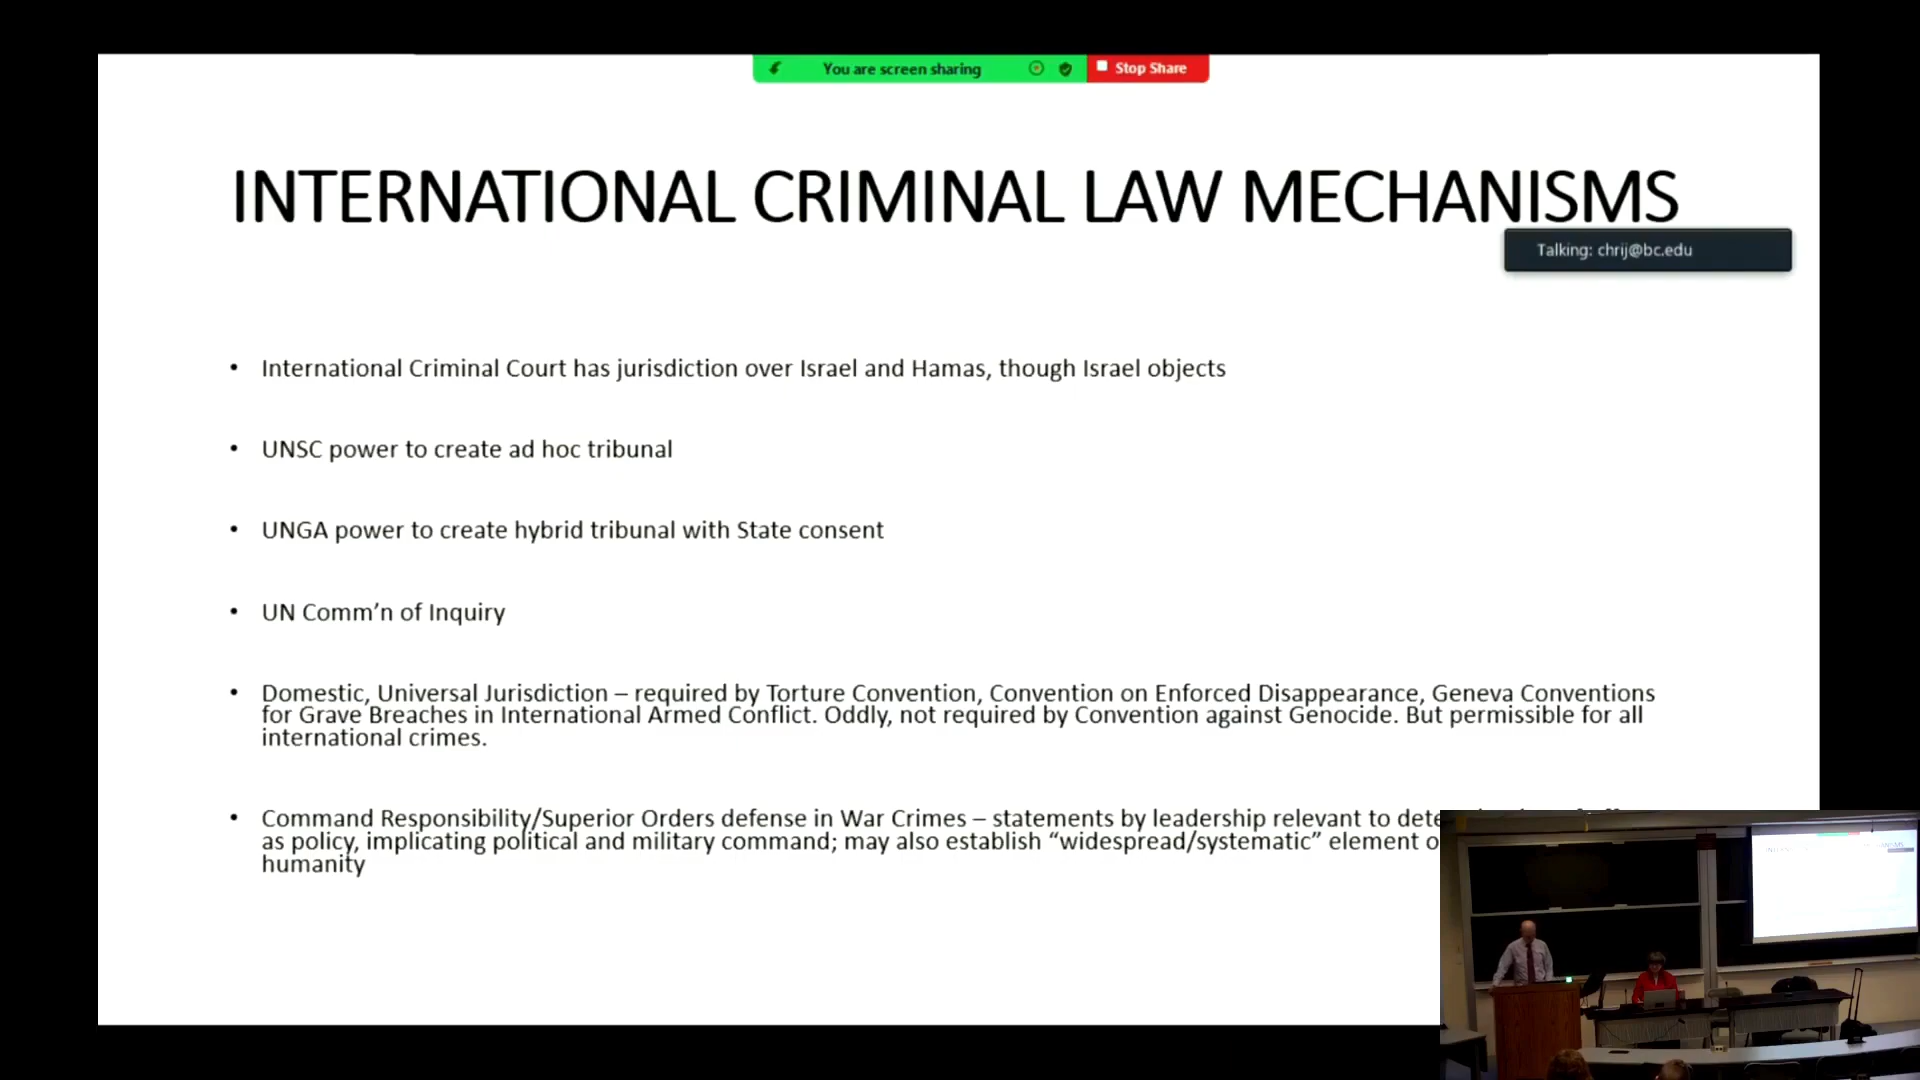 You are screen sharing
Stop Share
INTERNATIONAL CRIMINAL LAW MECHANISMS
Talking: chrij@bc.edu
• International Criminal Court has jurisdiction over Israel and Hamas, though Israel objects
• UNSC power to create ad hoc tribunal
• UNGA power to create hybrid tribunal with State consent
• UN Comm’n of Inquiry
• Domestic, Universal Jurisdiction – required by Torture Convention, Convention on Enforced Disappearance, Geneva Conventions
for Grave Breaches in International Armed Conflict. Oddly, not required by Convention against Genocide. But permissible for all
international crimes.
• Command Responsibility/Superior Orders defense in War Crimes – statements by leadership relevant to
as policy, implicating political and military command; may also establish “widespread/systematic” element
humanity